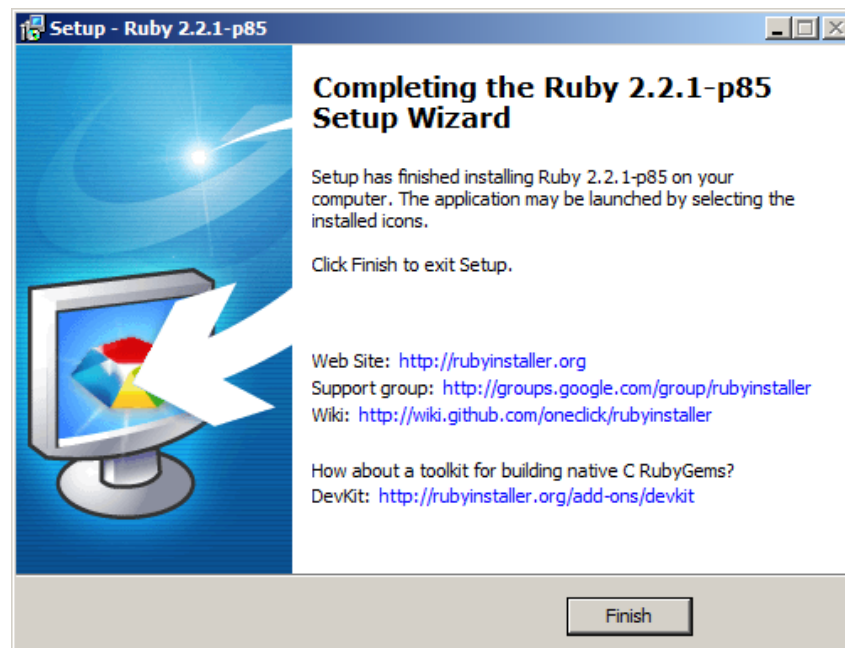 Setup - Ruby 2.2.1-p85
Completing the Ruby 2.2.1-p85
Setup Wizard
Setup has finished installing Ruby 2.2.1-p85 on your
computer. The application may be launched by selecting the
installed icons.
Click Finish to exit Setup.
Web Site: http://rubyinstaller.org
Support group: http://groups.google.com/group/rubyinstaller
Wiki: http://wiki.github.com/oneclick/rubyinstaller
How about a toolkit for building native C RubyGems?
DevKit: http://rubyinstaller.org/add-ons/devkit
Finish